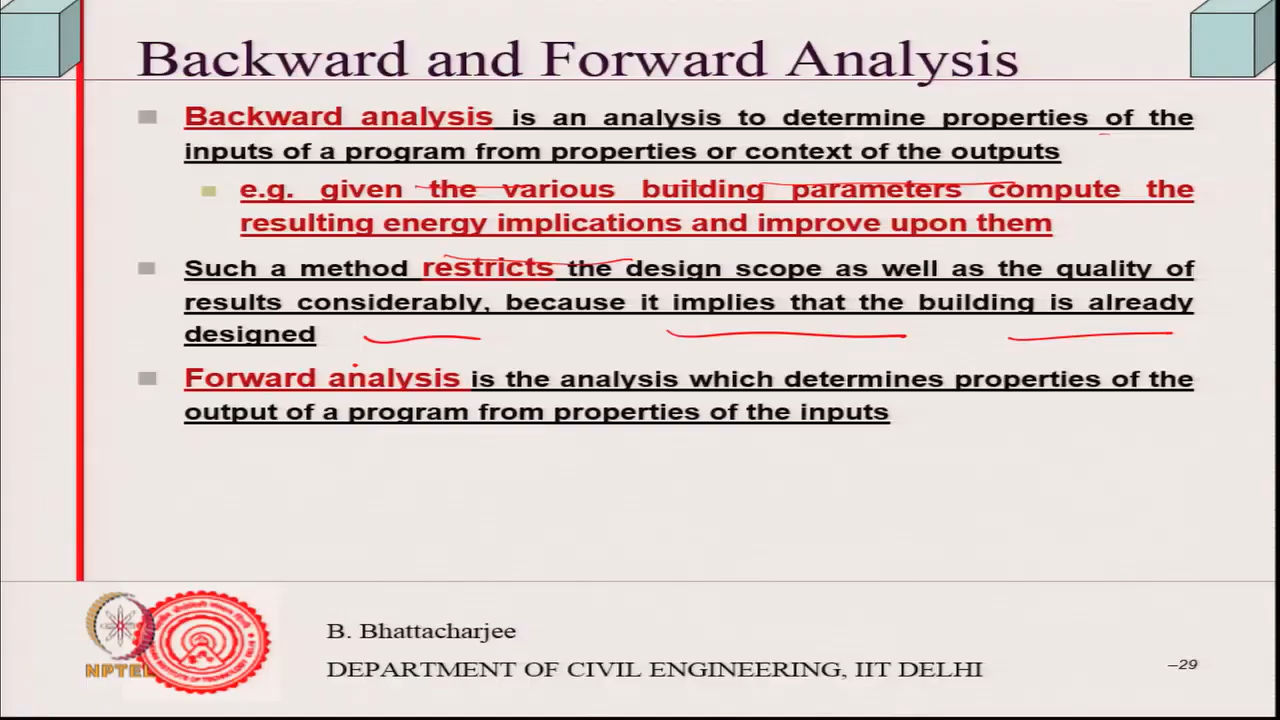 Backward and Forward Analysis
Backward analysis is an analysis to determine properties of the
inputs of a program from properties or context of the outputs
e.g. given the various building parameters compute the
resulting energy implications and improve upon them
Such a method restricts the design scope as well as the quality of
results considerably, because it implies that the building is already
designed
Forward analysis is the analysis which determines properties of the
output of a program from properties of the inputs
NPTEL
B. Bhattacharjee
DEPARTMENT OF CIVIL ENGINEERING, IIT DELHI
–29